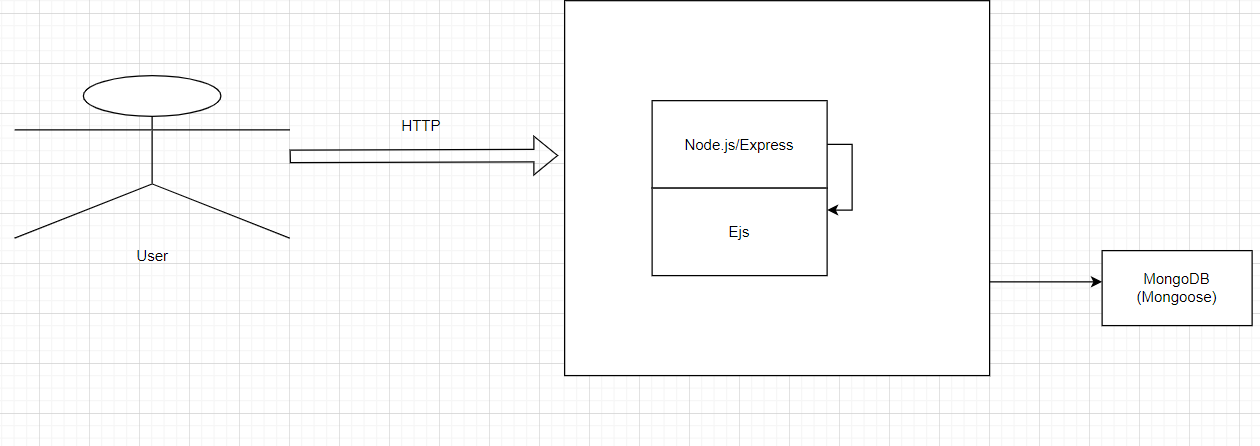 HTTP
Node.js/Express
Ejs
User
MongoDB
(Mongoose)